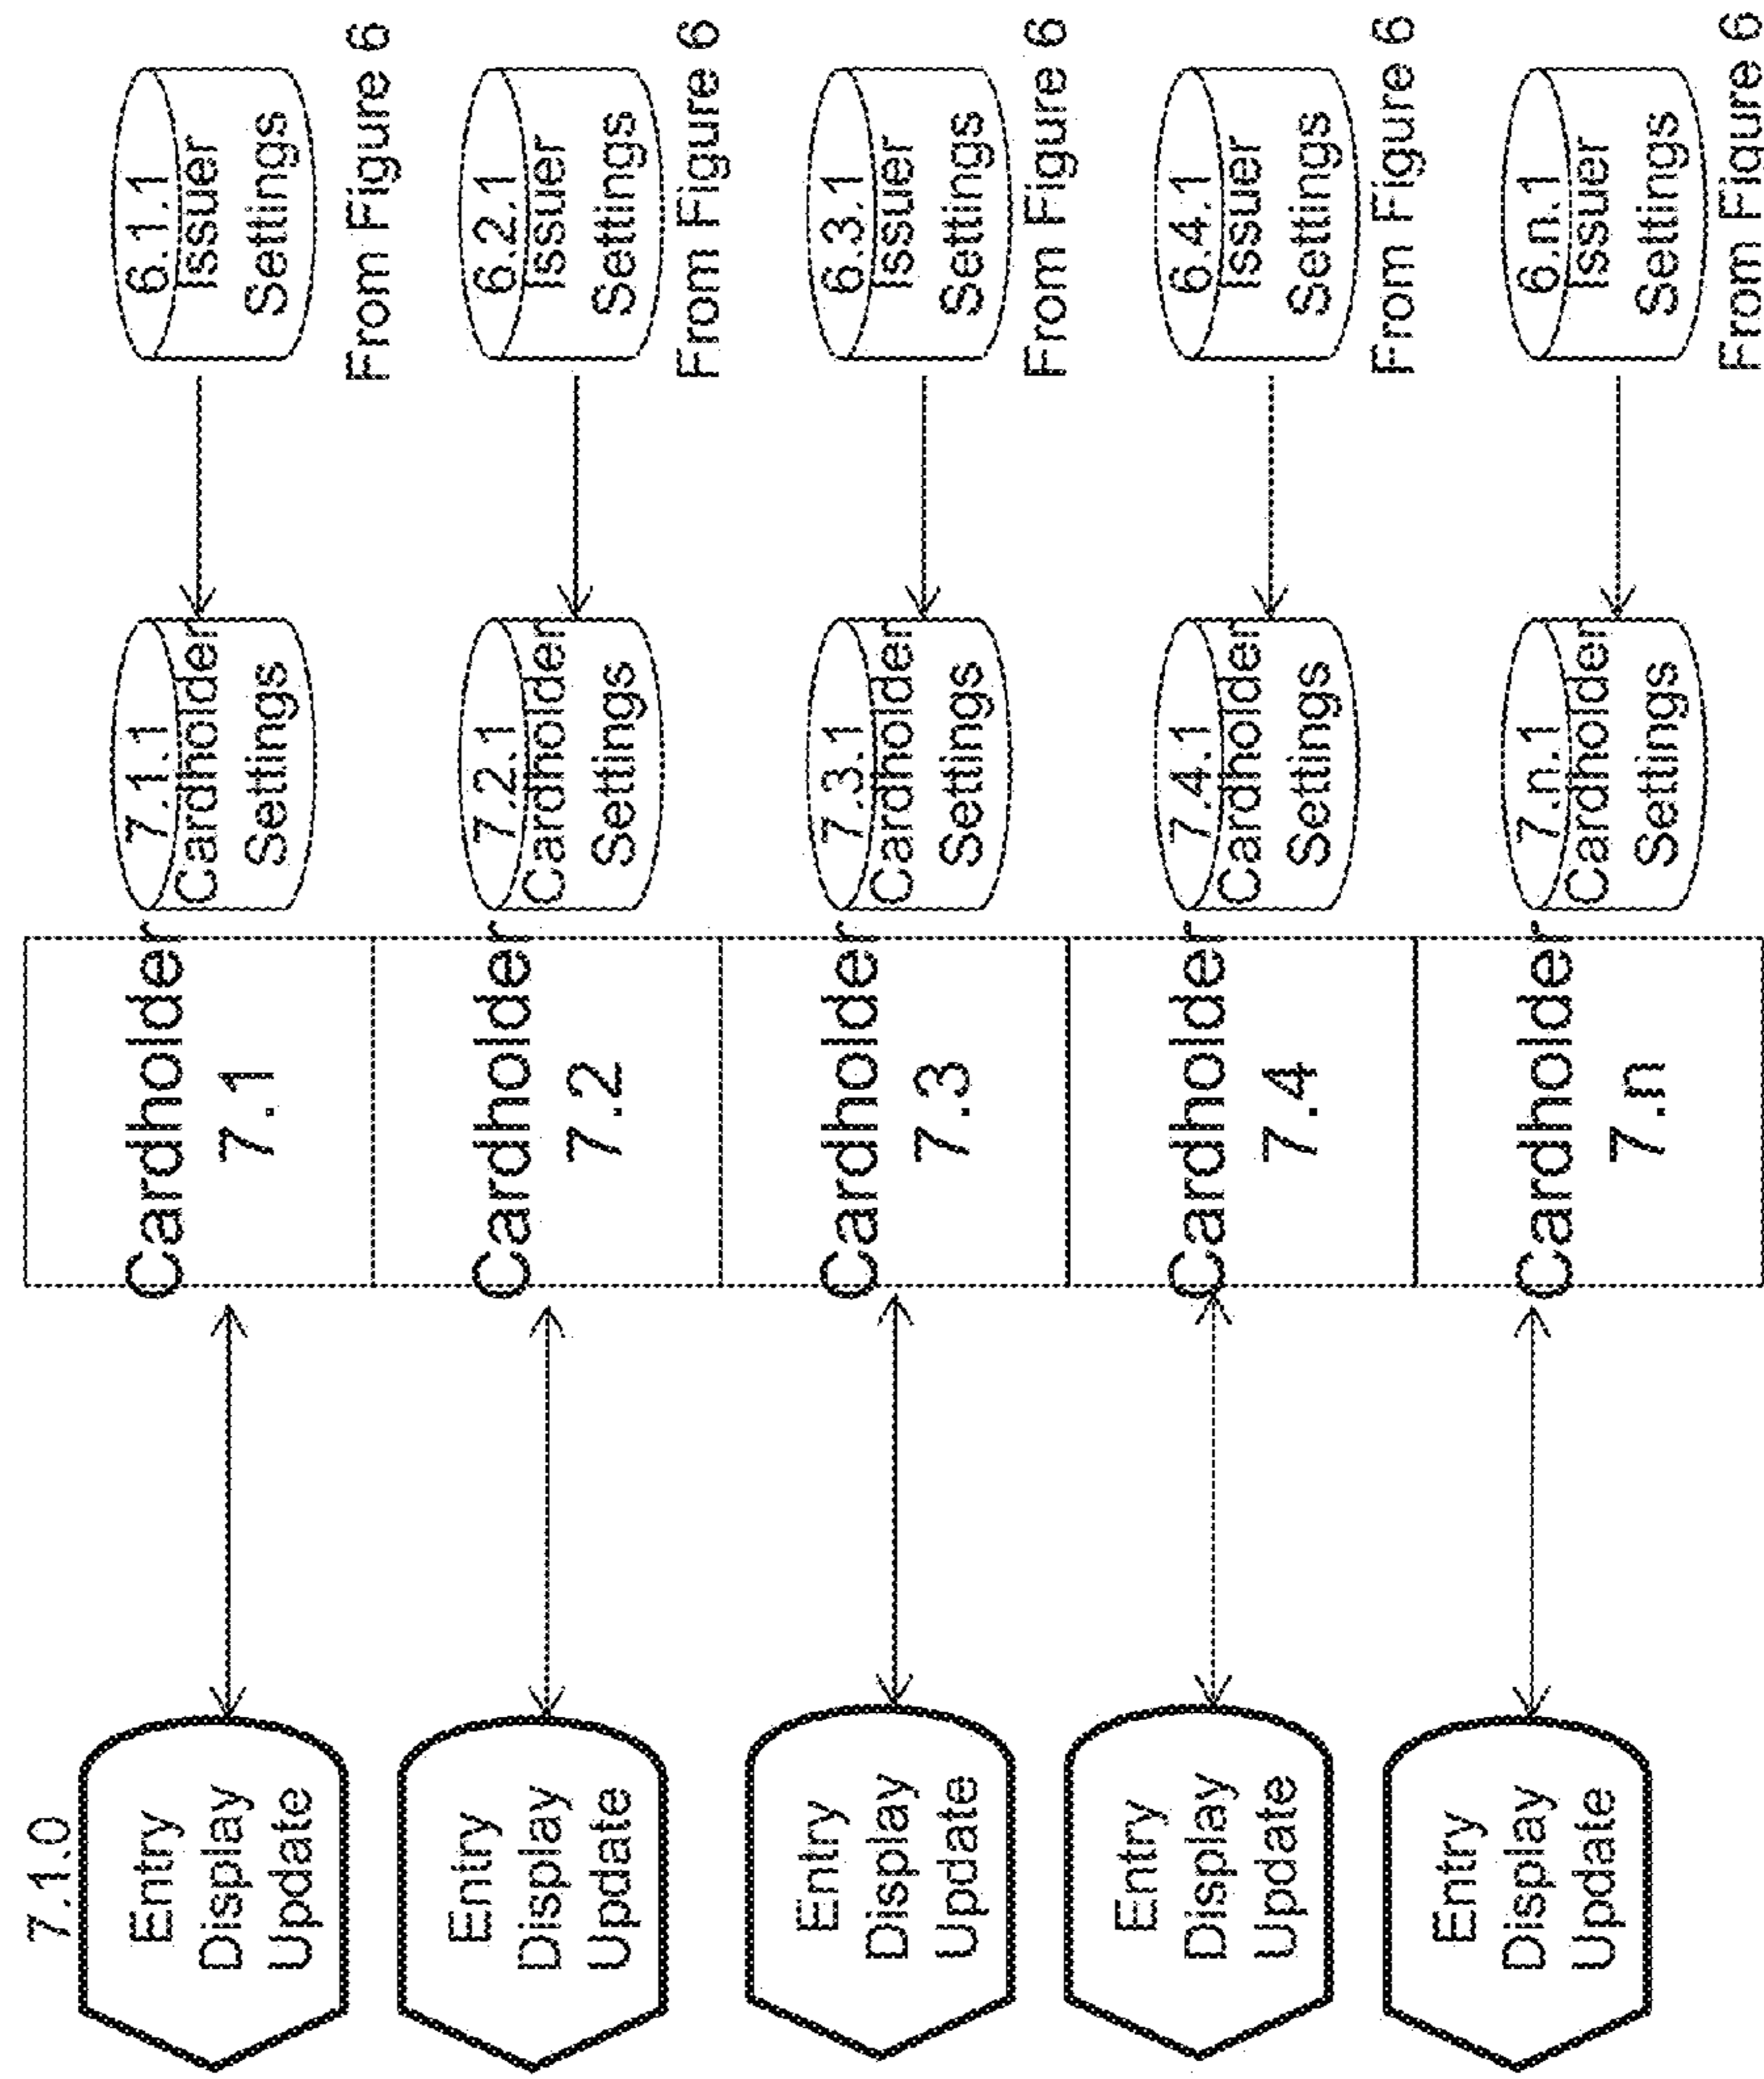 7.1.0
Entry
Display
Update
Cardholder
7.1
7.1.1
Cardholder
Settings
6.1.1
Issuer
Settings
From Figure 6
Entry
Display
Update
Cardholder
7.2
7.2.1
Cardholder
Settings
6.2.1
Issuer
Settings
From Figure 6
Entry
Display
Update
Cardholder
7.3
7.3.1
Cardholder
Settings
6.3.1
Issuer
Settings
From Figure 6
Entry
Display
Update
Cardholder
7.4
7.4.1
Cardholder
Settings
6.4.1
Issuer
Settings
From Figure 6
Entry
Display
Update
Cardholder
7.n
7.n.1
Cardholder
Settings
6.n.1
Issuer
Settings
From Figure 6